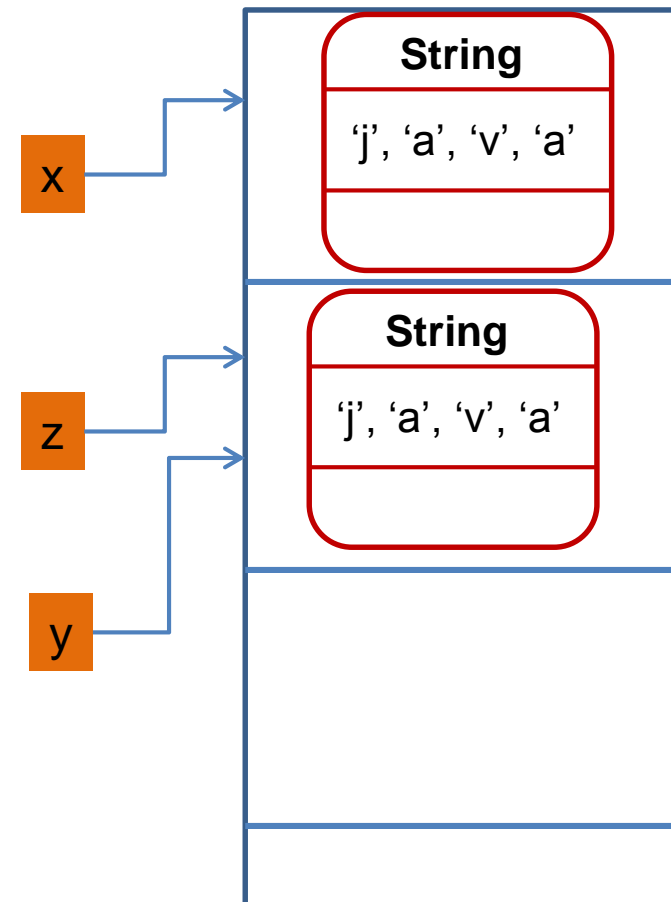 String
‘j’, ‘a’, ‘v’, ‘a’
x
String
‘j’, ‘a’, ‘v’, ‘a’
z
y